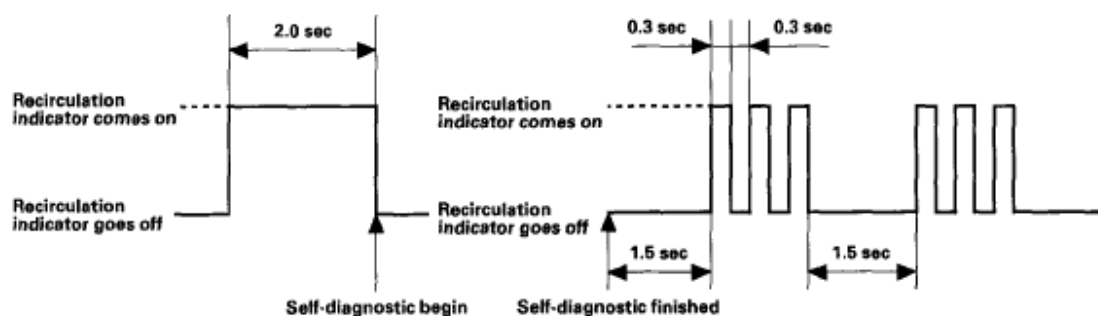 2.0 sec
0.3 sec
0.3 sec
Recirculation
indicator comes on
Recirculation
indicator comes on
Recirculation
indicator goes off
Recirculation
indicator goes off
1.5 sec
1.5 sec
Self-diagnostic begin
Self-diagnostic finished